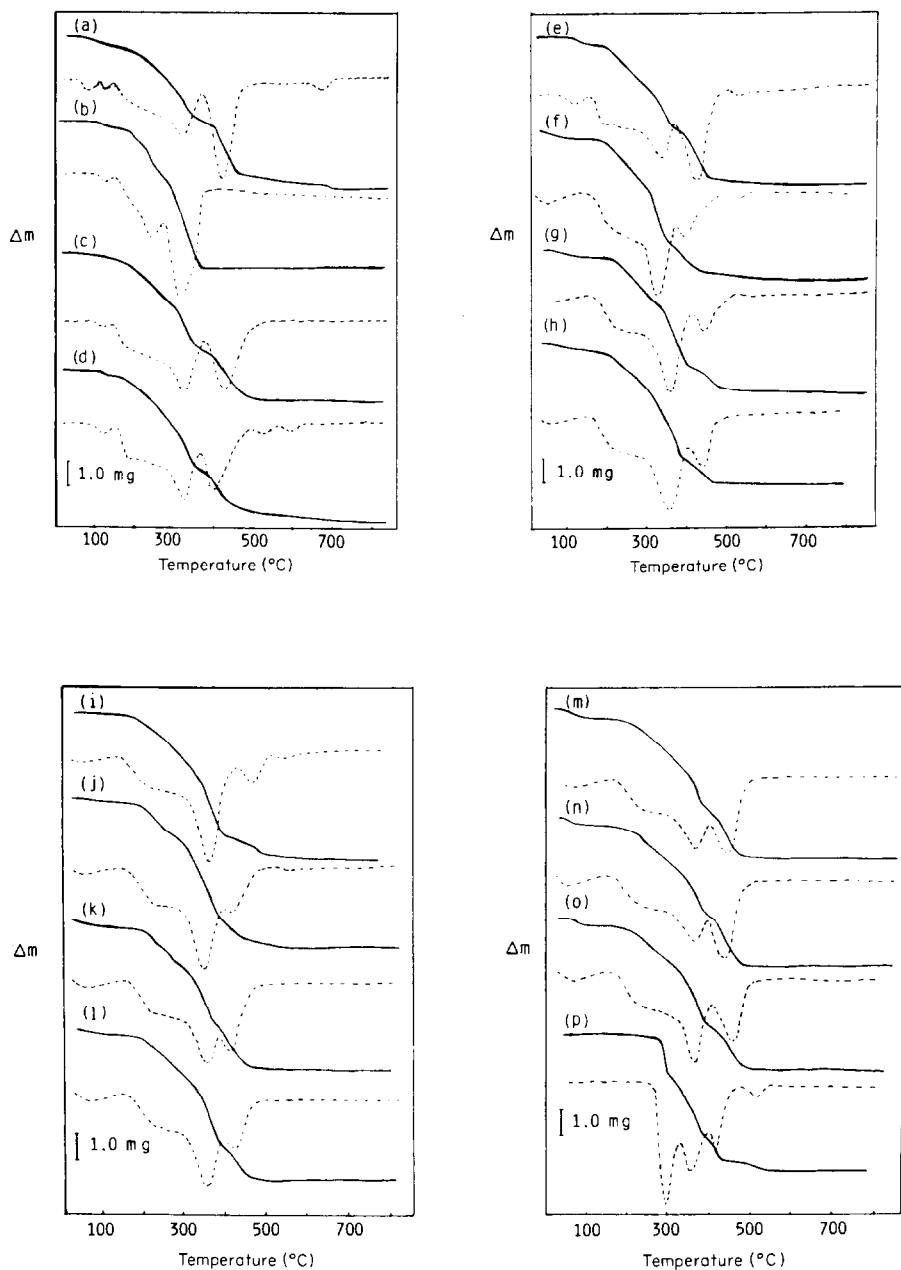 (a)
(b)
(c)
(d)
Δm
1.0 mg
100 300 500 700
Temperature (°C)
(e)
(f)
(g)
(h)
Δm
1.0 mg
100 300 500 700
Temperature (°C)
(i)
(j)
(k)
(l)
Δm
1.0 mg
100 300 500 700
Temperature (°C)
(m)
(n)
(o)
(p)
Δm
1.0 mg
100 300 500 700
Temperature (°C)